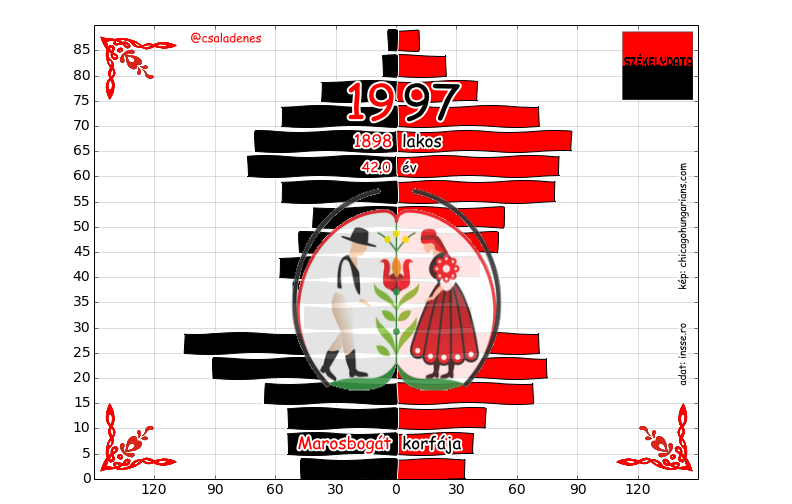 @csaladenes
SZÉKELYDATA
1997
1898 lakos
42,0 év
kép: chicagohungarians.com
adat: insse.ro
Marosbogát korfája
85
80
75
70
65
60
55
50
45
40
35
30
25
20
15
10
5
0
120 90 60 30 0 30 60 90 120